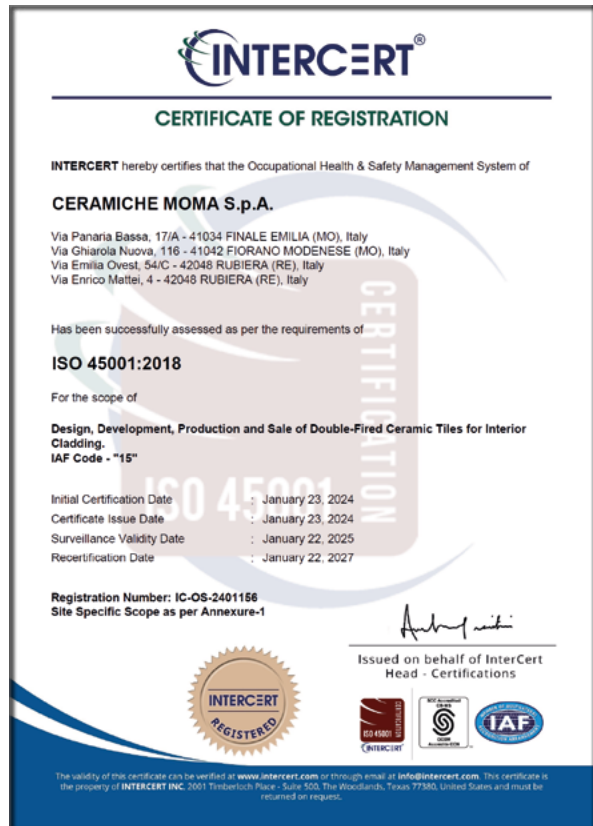 INTERCERT®
CERTIFICATE OF REGISTRATION
INTERCERT hereby certifies that the Occupational Health & Safety Management System of
CERAMICHE MOMA S.p.A.
Via Panaria Bassa, 17/A - 41034 FINALE EMILIA (MO), Italy
Via Ghiarola Nuova, 116 - 41042 FIORANO MODENESE (MO), Italy
Via Emilia Ovest, 54/C - 42048 RUBIERA (RE), Italy
Via Enrico Mattei, 4 - 42048 RUBIERA (RE), Italy
Has been successfully assessed as per the requirements of
ISO 45001:2018
For the scope of
Design, Development, Production and Sale of Double-Fired Ceramic Tiles for Interior
Cladding.
IAF Code - "15"
Initial Certification Date : January 23, 2024
Certificate Issue Date : January 23, 2024
Surveillance Validity Date : January 22, 2025
Recertification Date : January 22, 2027
ISO 45001
CERTIFICATION
Registration Number: IC-OS-2401156
Site Specific Scope as per Annexure-1
Issued on behalf of InterCert
Head - Certifications
INTERCERT
REGISTERED
ISO 45001
CERTIFICATION
INTERCERT
IAF
The validity of this certificate can be verified at www.intercert.com or through email at info@intercert.com. This certificate is
the property of INTERCERT INC, 2001 Timberloch Place - Suite 500, The Woodlands, Texas 77380, United States and must be
returned on request.